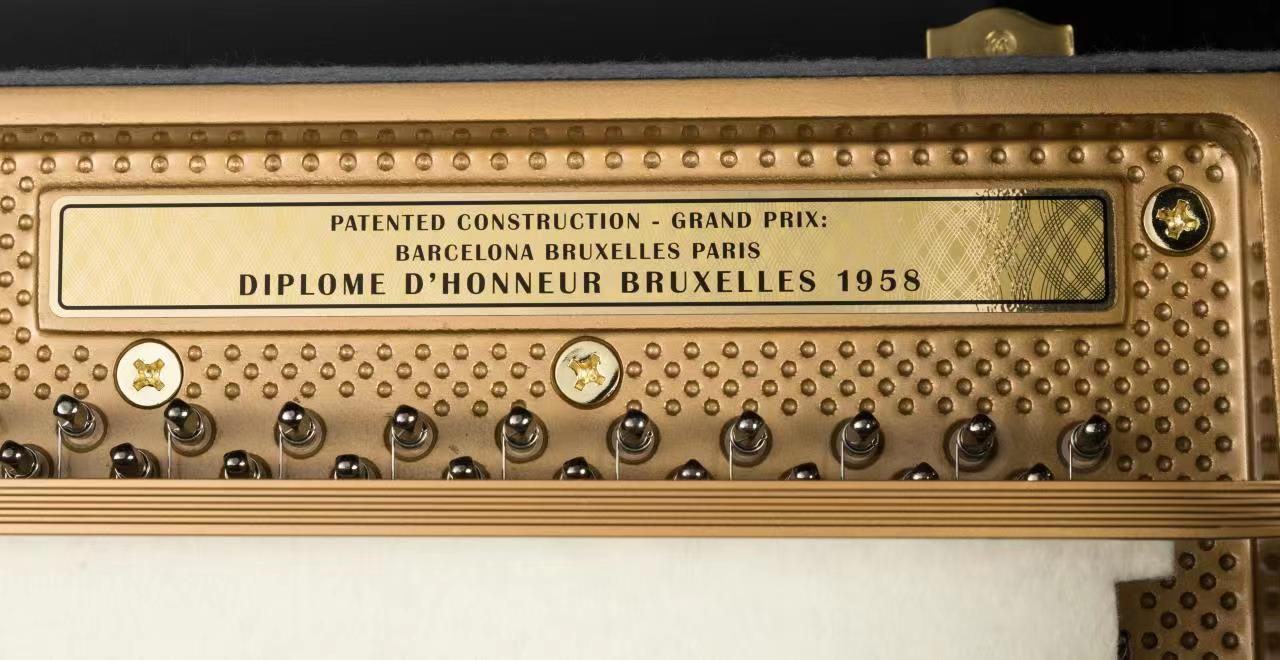 PATENTED CONSTRUCTION - GRAND PRIX:
BARCELONA BRUXELLES PARIS
DIPLOME D'HONNEUR BRUXELLES 1958